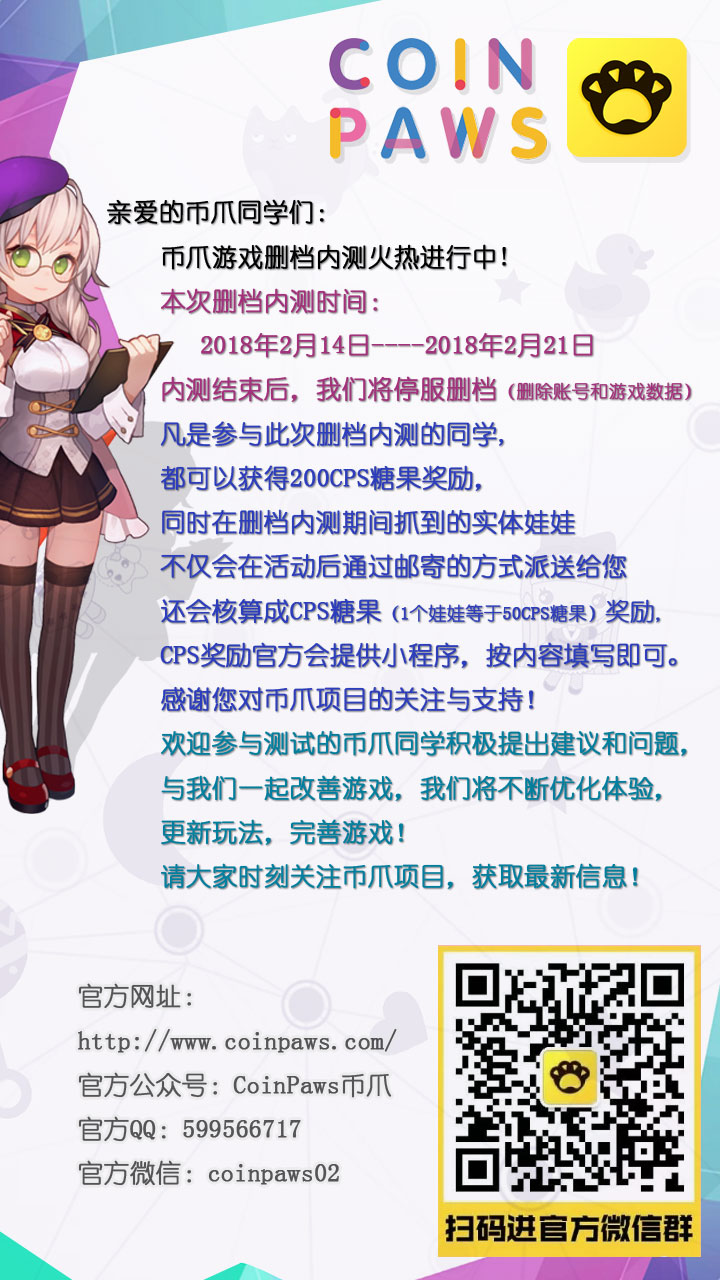 COIN
PAWS
亲爱的币爪同学们：
币爪游戏删档内测火热进行中！
本次删档内测时间：
2018年2月14日----2018年2月21日
内测结束后，我们将停服删档（删除账号和游戏数据）
凡是参与此次删档内测的同学，
都可以获得200CPS糖果奖励，
同时在删档内测期间抓到的实体娃娃
不仅会在活动后通过邮寄的方式派送给您
还会核算成CPS糖果（1个娃娃等于50CPS糖果）奖励，
CPS奖励官方会提供小程序，按内容填写即可。
感谢您对币爪项目的关注与支持！
欢迎参与测试的币爪同学积极提出建议和问题，
与我们一起改善游戏，我们将不断优化体验，
更新玩法，完善游戏！
请大家时刻关注币爪项目，获取最新信息！
官方网址：
http://www.coinpaws.com/
官方公众号：CoinPaws币爪
官方QQ：599566717
官方微信：coinpaws02
扫码进官方微信群